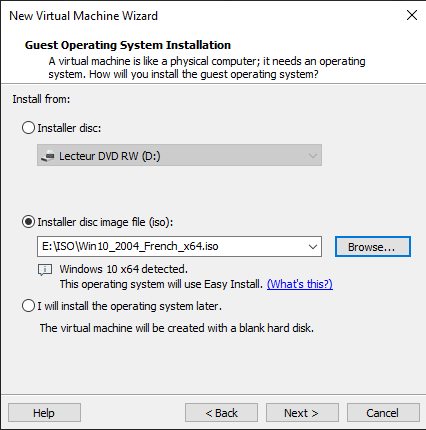 New Virtual Machine Wizard
Guest Operating System Installation
A virtual machine is like a physical computer; it needs an operating
system. How will you install the guest operating system?
Install from:
Installer disc:
Lecteur DVD RW (D:)
Installer disc image file (iso):
E:\ISO\Win10_2004_French_x64.iso
Browse...
Windows 10 x64 detected.
This operating system will use Easy Install. (What's this?)
I will install the operating system later.
The virtual machine will be created with a blank hard disk.
Help
< Back
Next >
Cancel